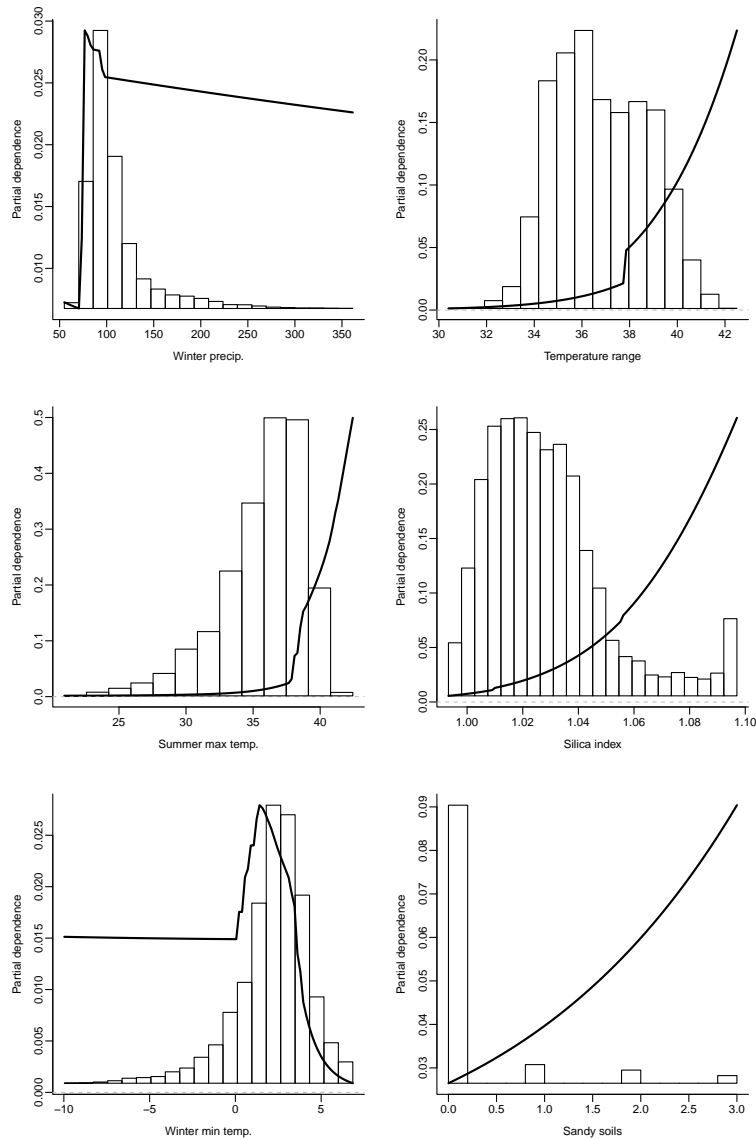 0.030
0.025
0.020
0.015
0.010
Partial dependence
50 100 150 200 250 300 350
Winter precip.
0.20
0.15
0.10
0.05
0.00
Partial dependence
30 32 34 36 38 40 42
Temperature range
0.5
0.4
0.3
0.2
0.1
0.0
Partial dependence
25 30 35 40
Summer max temp.
0.25
0.20
0.15
0.10
0.05
0.00
Partial dependence
1.00 1.02 1.04 1.06 1.08 1.10
Silica index
0.025
0.020
0.015
0.010
0.005
0.000
Partial dependence
−10 −5 0 5
Winter min temp.
0.09
0.08
0.07
0.06
0.05
0.04
0.03
Partial dependence
0.0 0.5 1.0 1.5 2.0 2.5 3.0
Sandy soils